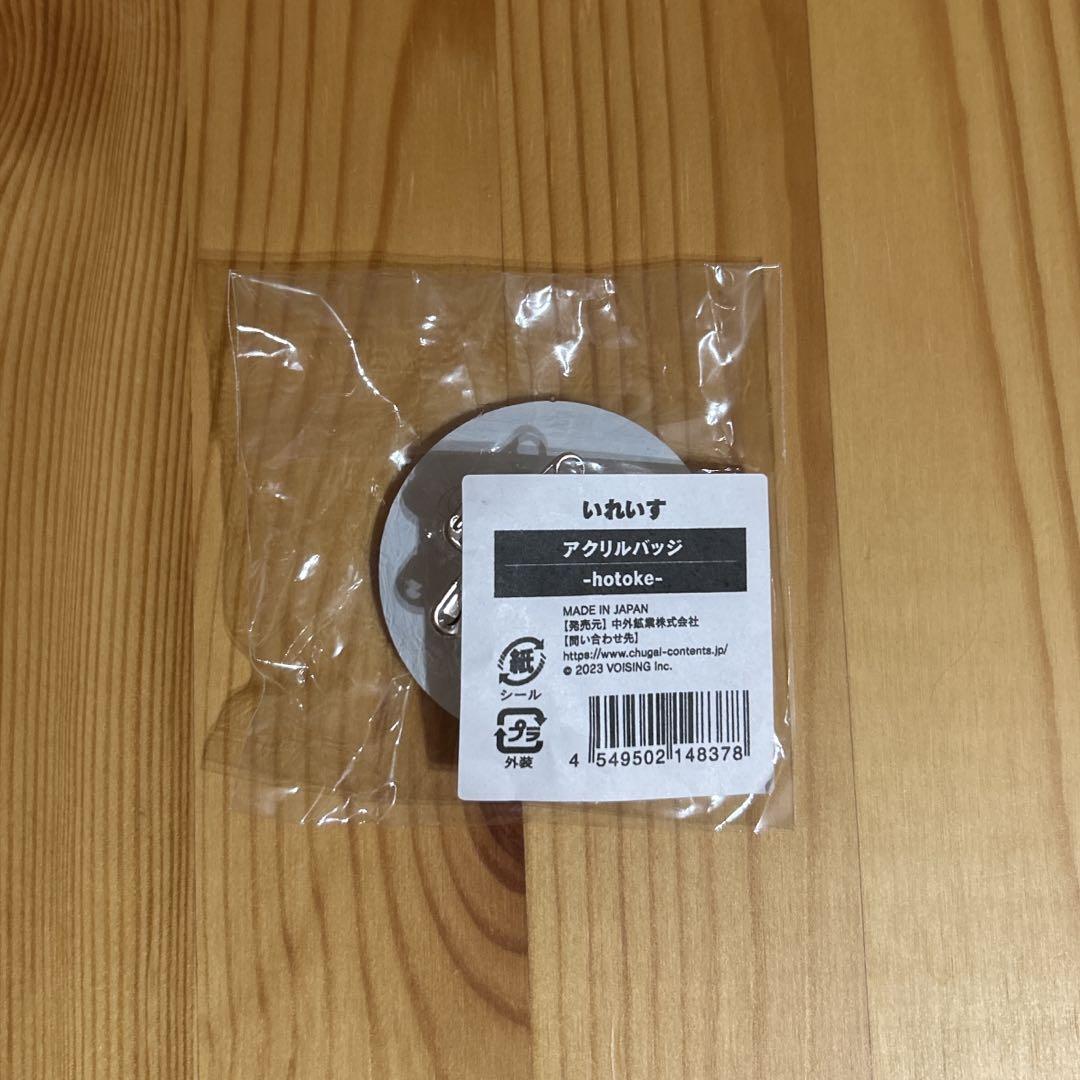 いれいす
アクリルバッジ
-hotoke-
MADE IN JAPAN
【発売元】中外鉱業株式会社
【問い合わせ先】
https://www.chugai-contents.jp/
© 2023 VOISING Inc.
紙
シール
プラ
外装
4 549502 148378